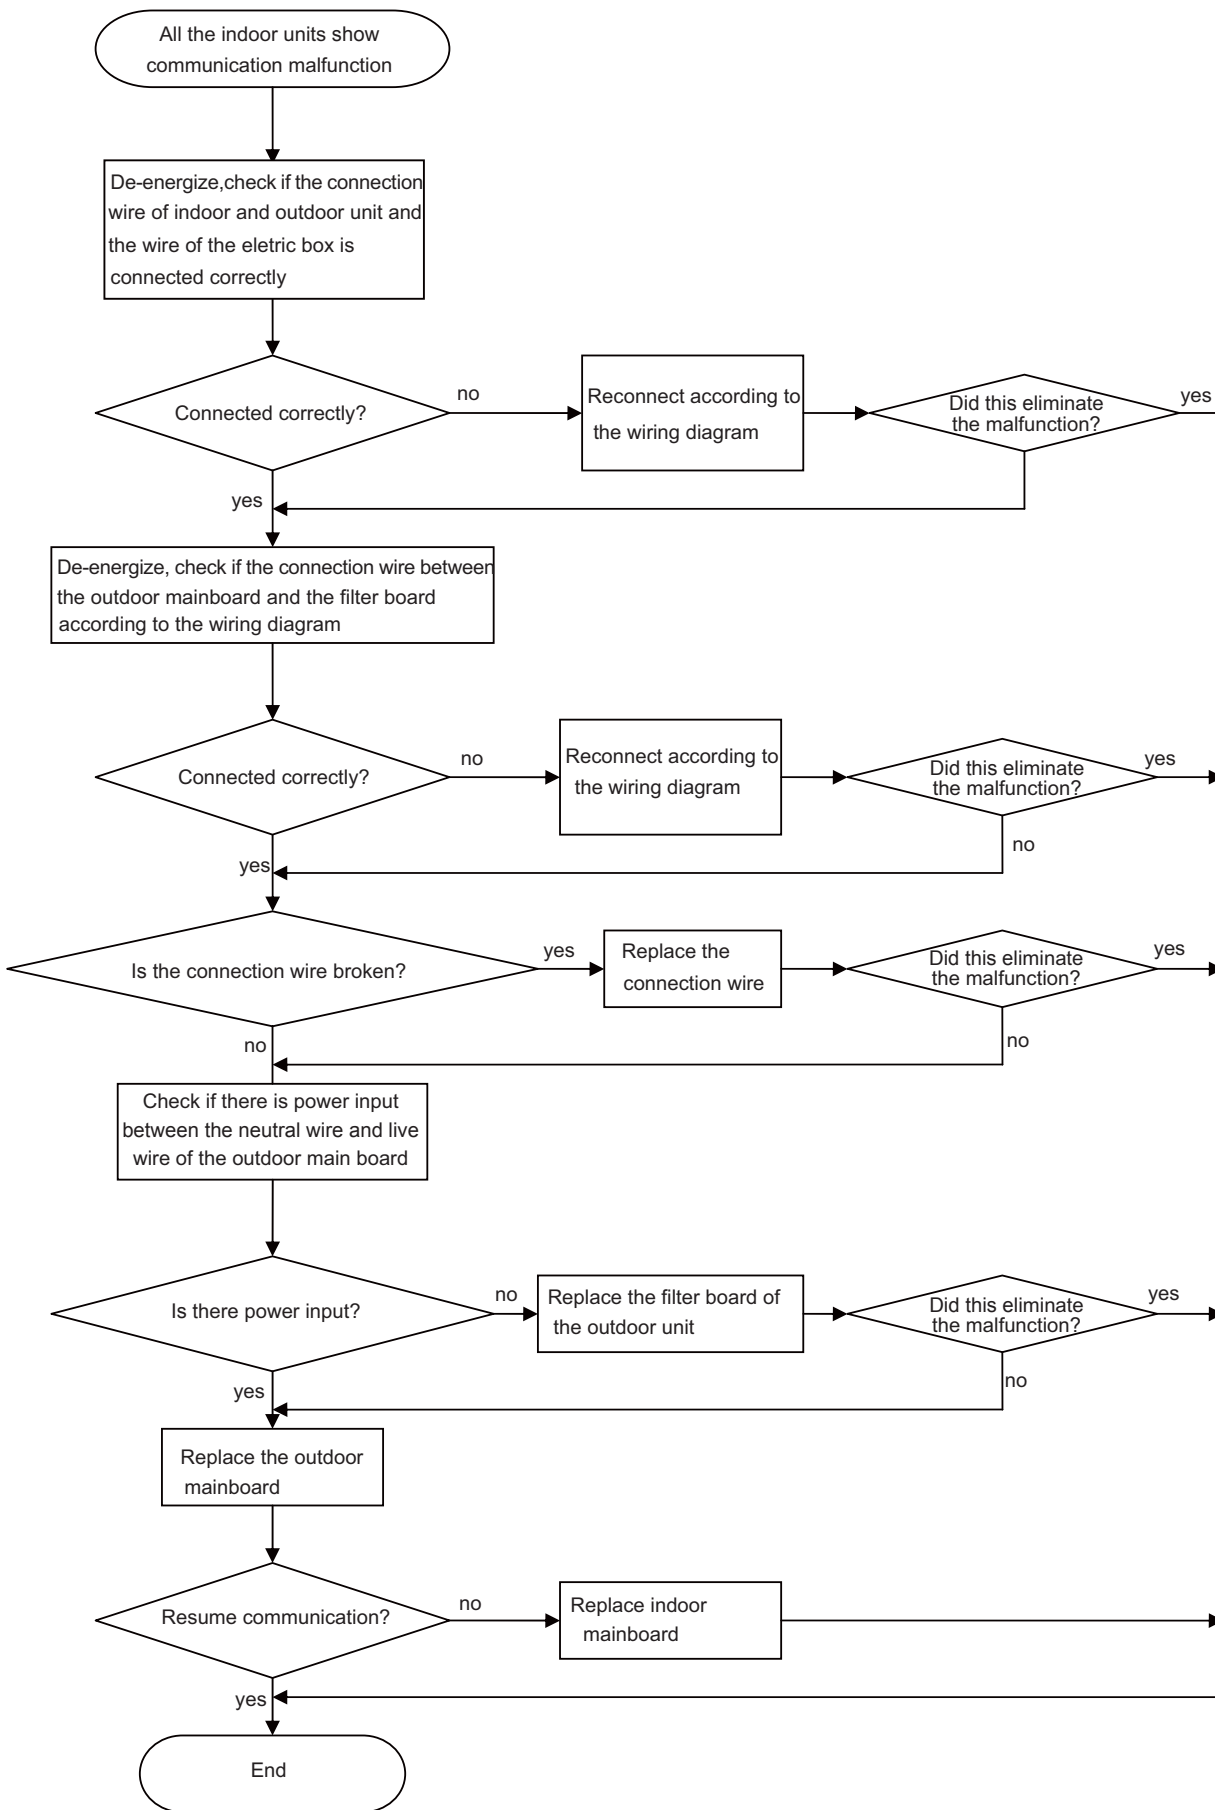 All the indoor units show
communication malfunction
De-energize,check if the connection
wire of indoor and outdoor unit and
the wire of the eletric box is
connected correctly
Connected correctly?
no
Reconnect according to
the wiring diagram
Did this eliminate
the malfunction?
yes
yes
De-energize, check if the connection wire between
the outdoor mainboard and the filter board
according to the wiring diagram
Connected correctly?
no
Reconnect according to
the wiring diagram
Did this eliminate
the malfunction?
yes
no
yes
Is the connection wire broken?
yes
Replace the
connection wire
Did this eliminate
the malfunction?
yes
no
no
Check if there is power input
between the neutral wire and live
wire of the outdoor main board
Is there power input?
no
Replace the filter board of
the outdoor unit
Did this eliminate
the malfunction?
yes
no
yes
Replace the outdoor
mainboard
Resume communication?
no
Replace indoor
mainboard
yes
End